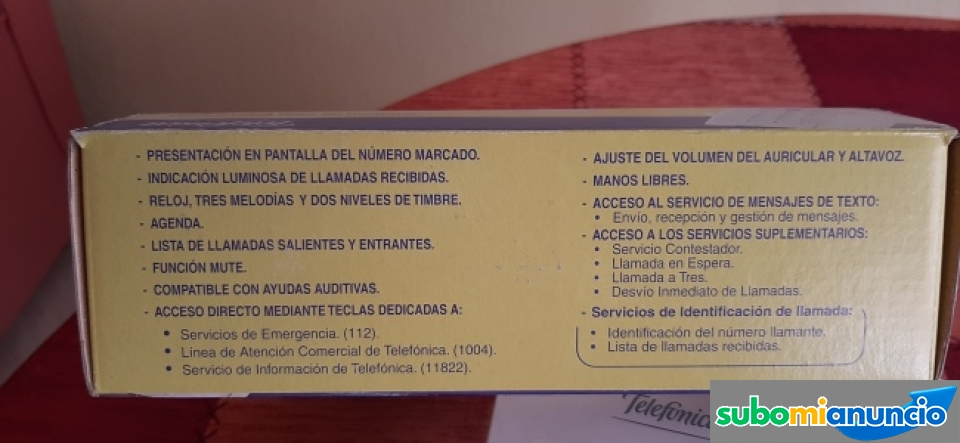 - PRESENTACIÓN EN PANTALLA DEL NÚMERO MARCADO.
- INDICACIÓN LUMINOSA DE LLAMADAS RECIBIDAS.
- RELOJ, TRES MELODÍAS Y DOS NIVELES DE TIMBRE.
- AGENDA.
- LISTA DE LLAMADAS SALIENTES Y ENTRANTES.
- FUNCIÓN MUTE.
- COMPATIBLE CON AYUDAS AUDITIVAS.
- ACCESO DIRECTO MEDIANTE TECLAS DEDICADAS A:
• Servicios de Emergencia. (112).
• Linea de Atención Comercial de Telefónica. (1004).
• Servicio de Información de Telefónica. (11822).
- AJUSTE DEL VOLUMEN DEL AURICULAR Y ALTAVOZ.
- MANOS LIBRES.
- ACCESO AL SERVICIO DE MENSAJES DE TEXTO:
• Envío, recepción y gestión de mensajes.
- ACCESO A LOS SERVICIOS SUPLEMENTARIOS:
• Servicio Contestador.
• Llamada en Espera.
• Llamada a Tres.
• Desvío Inmediato de Llamadas.
- Servicios de Identificación de llamada:
• Identificación del número llamante.
• Lista de llamadas recibidas.
Telefónica
subomianuncio